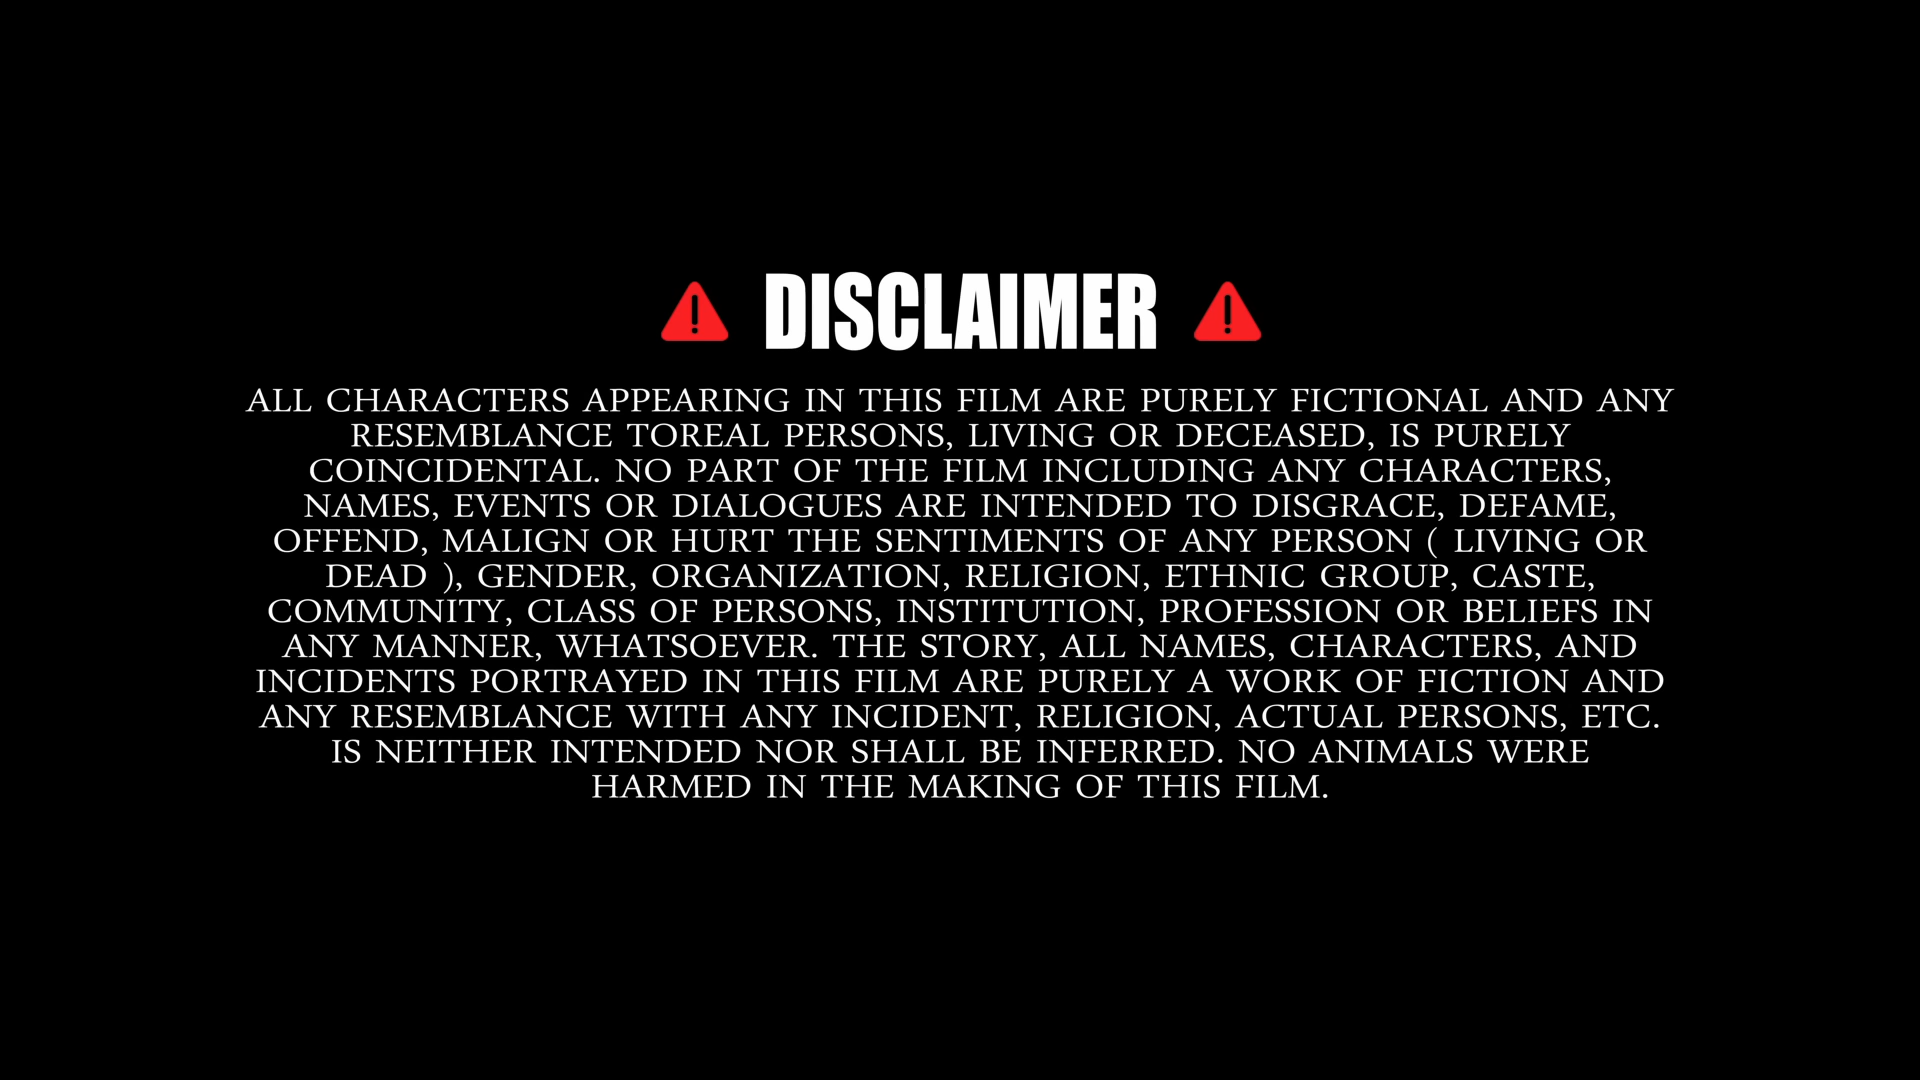 DISCLAIMER
ALL CHARACTERS APPEARING IN THIS FILM ARE PURELY FICTIONAL AND ANY
RESEMBLANCE TOREAL PERSONS, LIVING OR DECEASED, IS PURELY
COINCIDENTAL. NO PART OF THE FILM INCLUDING ANY CHARACTERS,
NAMES, EVENTS OR DIALOGUES ARE INTENDED TO DISGRACE, DEFAME,
OFFEND, MALIGN OR HURT THE SENTIMENTS OF ANY PERSON ( LIVING OR
DEAD ), GENDER, ORGANIZATION, RELIGION, ETHNIC GROUP, CASTE,
COMMUNITY, CLASS OF PERSONS, INSTITUTION, PROFESSION OR BELIEFS IN
ANY MANNER, WHATSOEVER. THE STORY, ALL NAMES, CHARACTERS, AND
INCIDENTS PORTRAYED IN THIS FILM ARE PURELY A WORK OF FICTION AND
ANY RESEMBLANCE WITH ANY INCIDENT, RELIGION, ACTUAL PERSONS, ETC.
IS NEITHER INTENDED NOR SHALL BE INFERRED. NO ANIMALS WERE
HARMED IN THE MAKING OF THIS FILM.